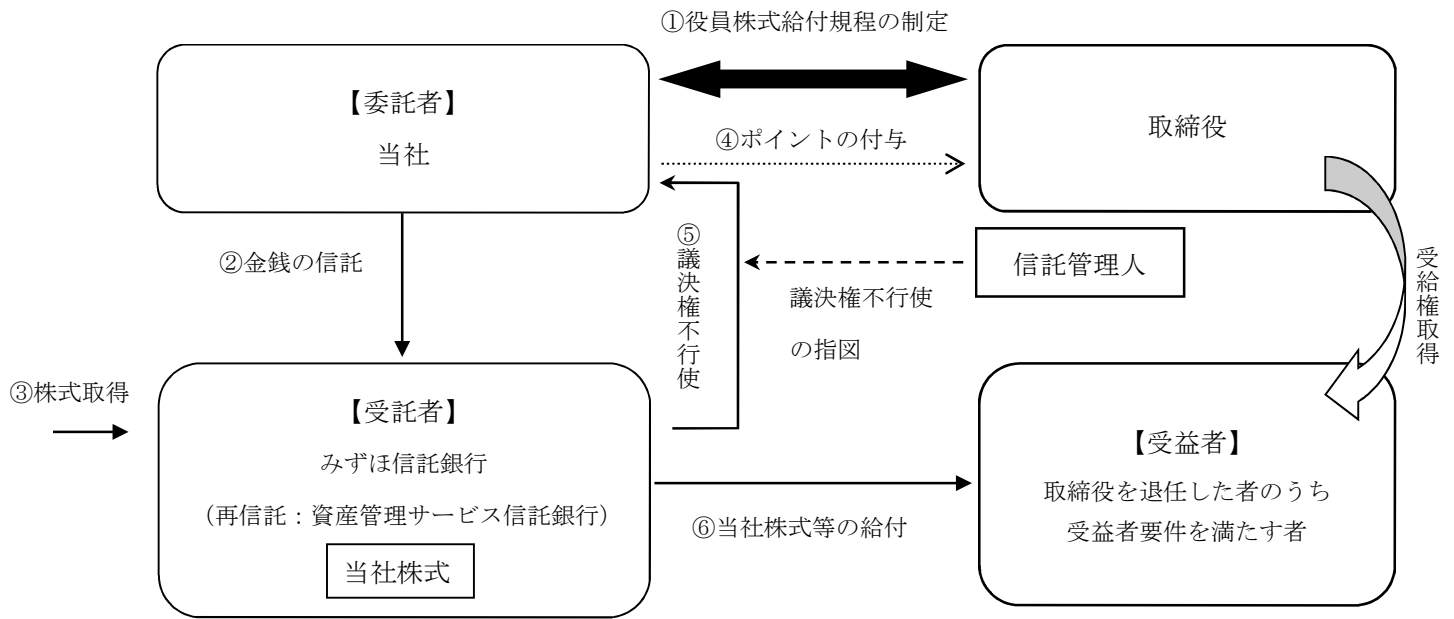 ①役員株式給付規程の制定
【委託者】
当社
④ポイントの付与
取締役
②金銭の信託
⑤議決権不行使
議決権不行使
の指図
信託管理人
受給権取得
③株式取得
【受託者】
みずほ信託銀行
（再信託：資産管理サービス信託銀行）
当社株式
⑥当社株式等の給付
【受益者】
取締役を退任した者のうち
受益者要件を満たす者